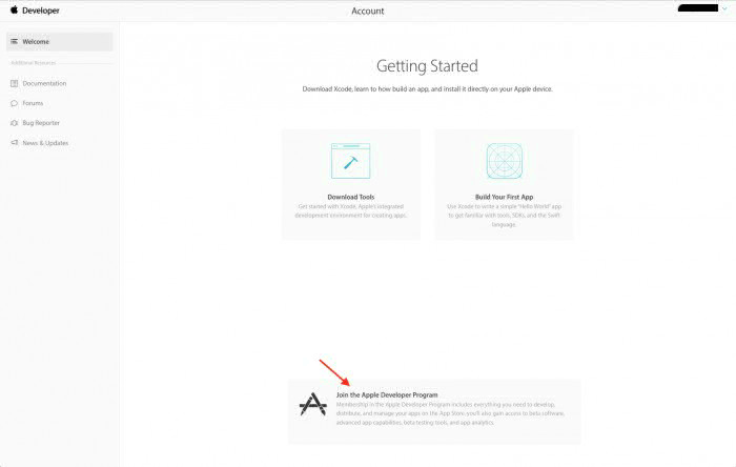 Developer
Account
Welcome
Additional Resources
Documentation
Forums
Bug Reporter
News & Updates
Getting Started
Download Xcode, learn to how build an app, and install it directly on your Apple device.
Download Tools
Get started with Xcode, Apple's integrated
development environment for creating apps.
Build Your First App
Use Xcode to write a simple "Hello World" app
to get familiar with tools, SDKs, and the Swift
language.
Join the Apple Developer Program
Membership in the Apple Developer Program includes everything you need to develop,
distribute, and manage your apps on the App Store. you'll also gain access to beta software,
advanced app capabilities, beta testing tools, and app analytics.